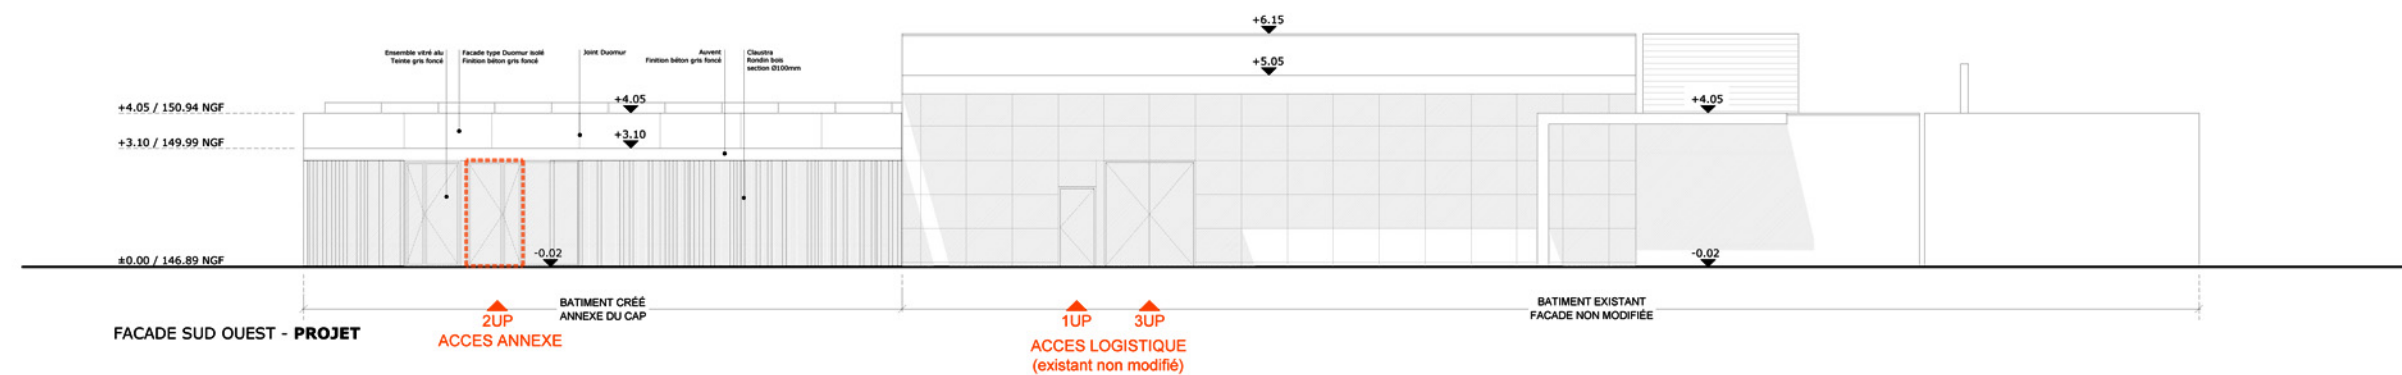 +6.15
Ensemble vitré alu
Teinte gris foncé
Facade type Duomur isolé
Finition béton gris foncé
Joint Duomur
Auvent
Finition béton gris foncé
Claustra
Rondin bois
section Ø100mm
+5.05
+4.05 / 150.94 NGF
+4.05
+4.05
+3.10 / 149.99 NGF
+3.10
±0.00 / 146.89 NGF
-0.02
-0.02
BATIMENT CRÉÉ
ANNEXE DU CAP
BATIMENT EXISTANT
FACADE NON MODIFIÉE
2UP
ACCES ANNEXE
1UP
3UP
ACCES LOGISTIQUE
(existant non modifié)
FACADE SUD OUEST - PROJET